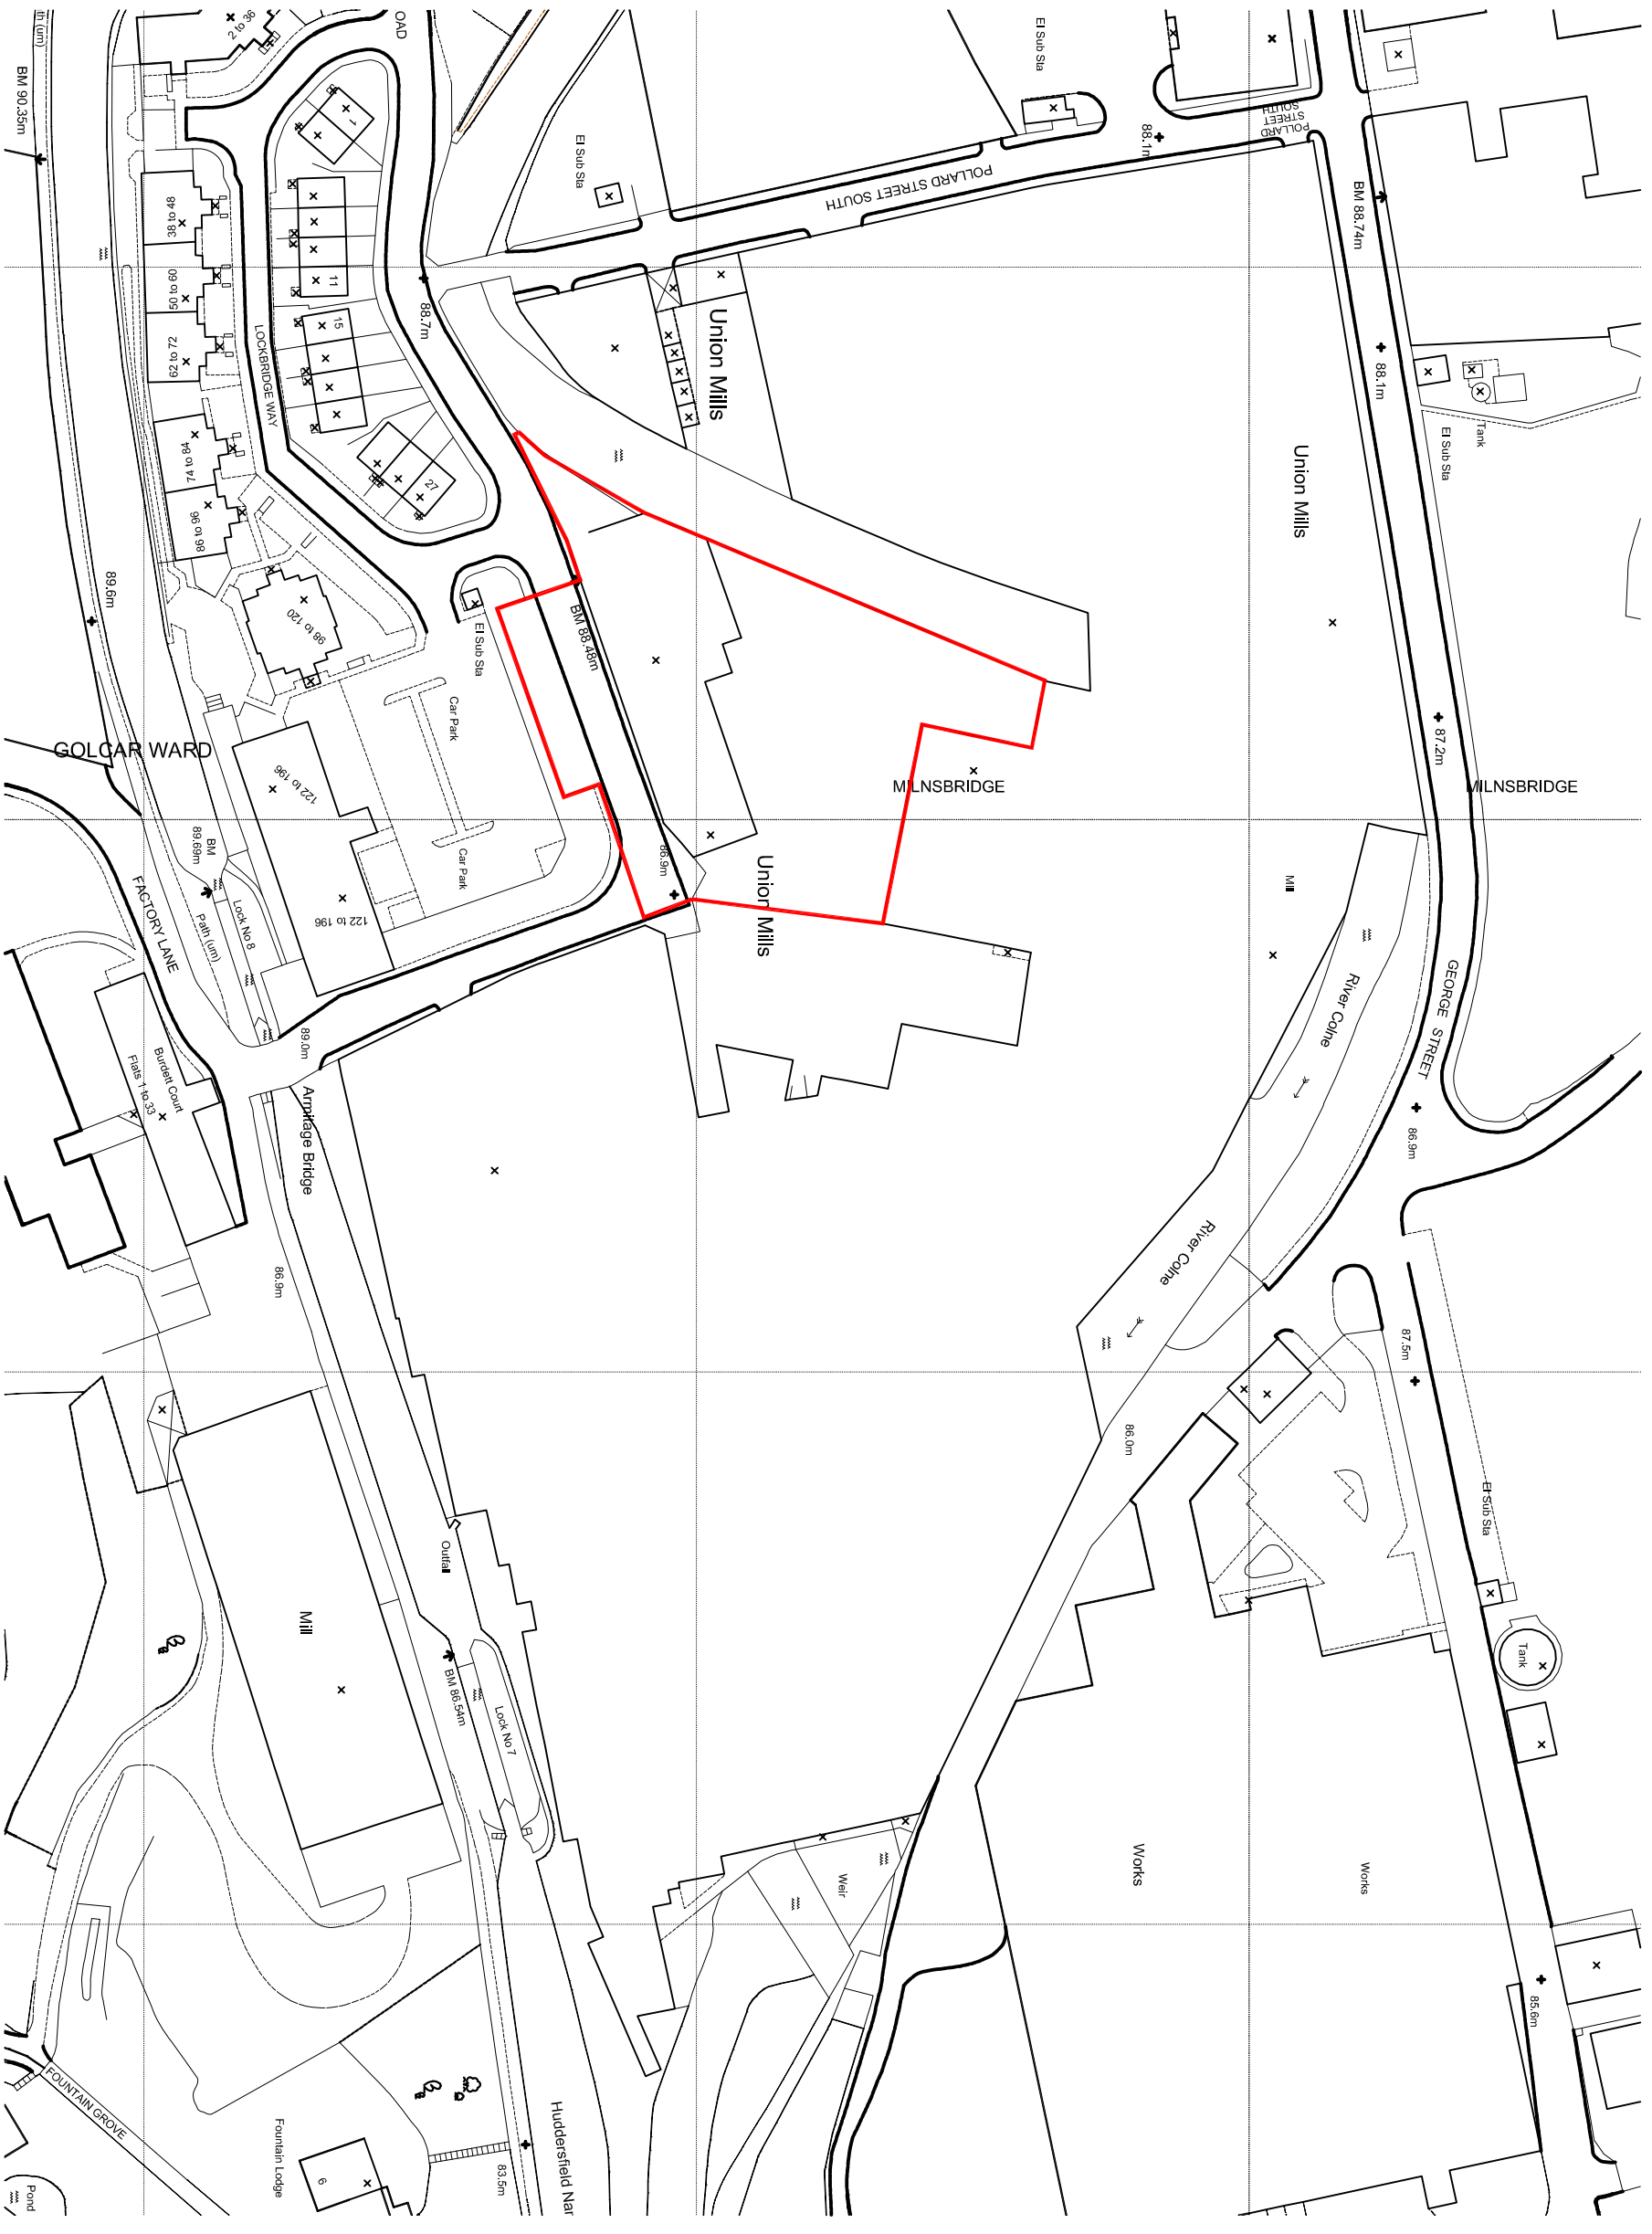 2 to 36
OAD
th (um)
BM 90.35m
El Sub Sta
El Sub Sta
POLLARD
STREET
SOUTH
88.1m
POLLARD STREET SOUTH
BM 88.74m
1
38 to 48
50 to 60
62 to 72
11
15
88.7m
LOCKBRIDGE WAY
Union Mills
88.1m
Tank
El Sub Sta
Union Mills
74 to 84
86 to 96
27
89.6m
98 to 120
BM 88.48m
El Sub Sta
Car Park
87.2m
GOLCAR WARD
122 to 196
MILNSBRIDGE
MILNSBRIDGE
BM
89.69m
Car Park
86.9m
Union Mills
Mill
FACTORY LANE
Path (um)
Lock No 8
122 to 196
River Colne
GEORGE STREET
89.0m
Burdett Court
Flats 1 to 33
Armitage Bridge
86.9m
86.9m
River Colne
87.5m
86.0m
El Sub Sta
Outfall
Mill
BM 86.54m
Lock No 7
Tank
Weir
Works
Works
85.6m
FOUNTAIN GROVE
Fountain Lodge
6
83.5m
Huddersfield Nar
Pond